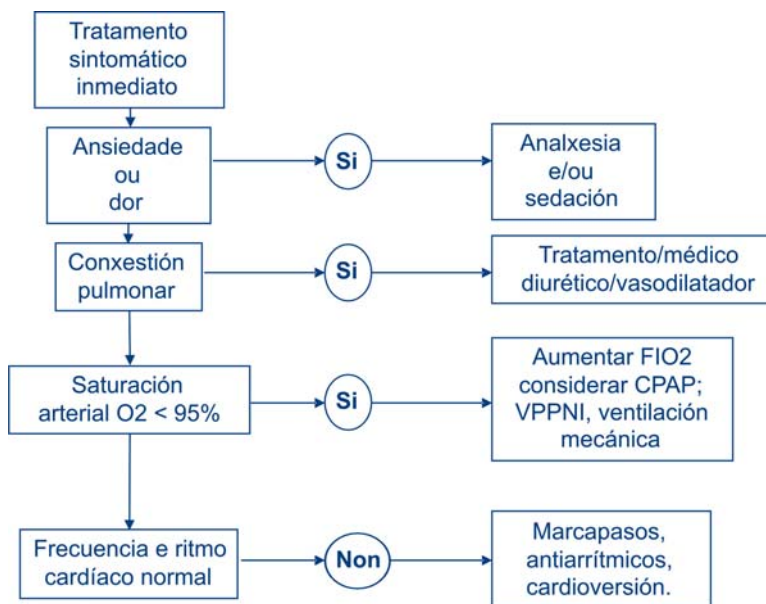 Tratamento
sintomático
inmediato
Ansiedade
ou
dor
Si
Analxesia
e/ou
sedación
Conxestión
pulmonar
Si
Tratamento/médico
diurético/vasodilatador
Saturación
arterial O2 < 95%
Si
Aumentar FIO2
considerar CPAP;
VPPNI, ventilación
mecánica
Frecuencia e ritmo
cardíaco normal
Non
Marcapasos,
antiarrítmicos,
cardioversión.